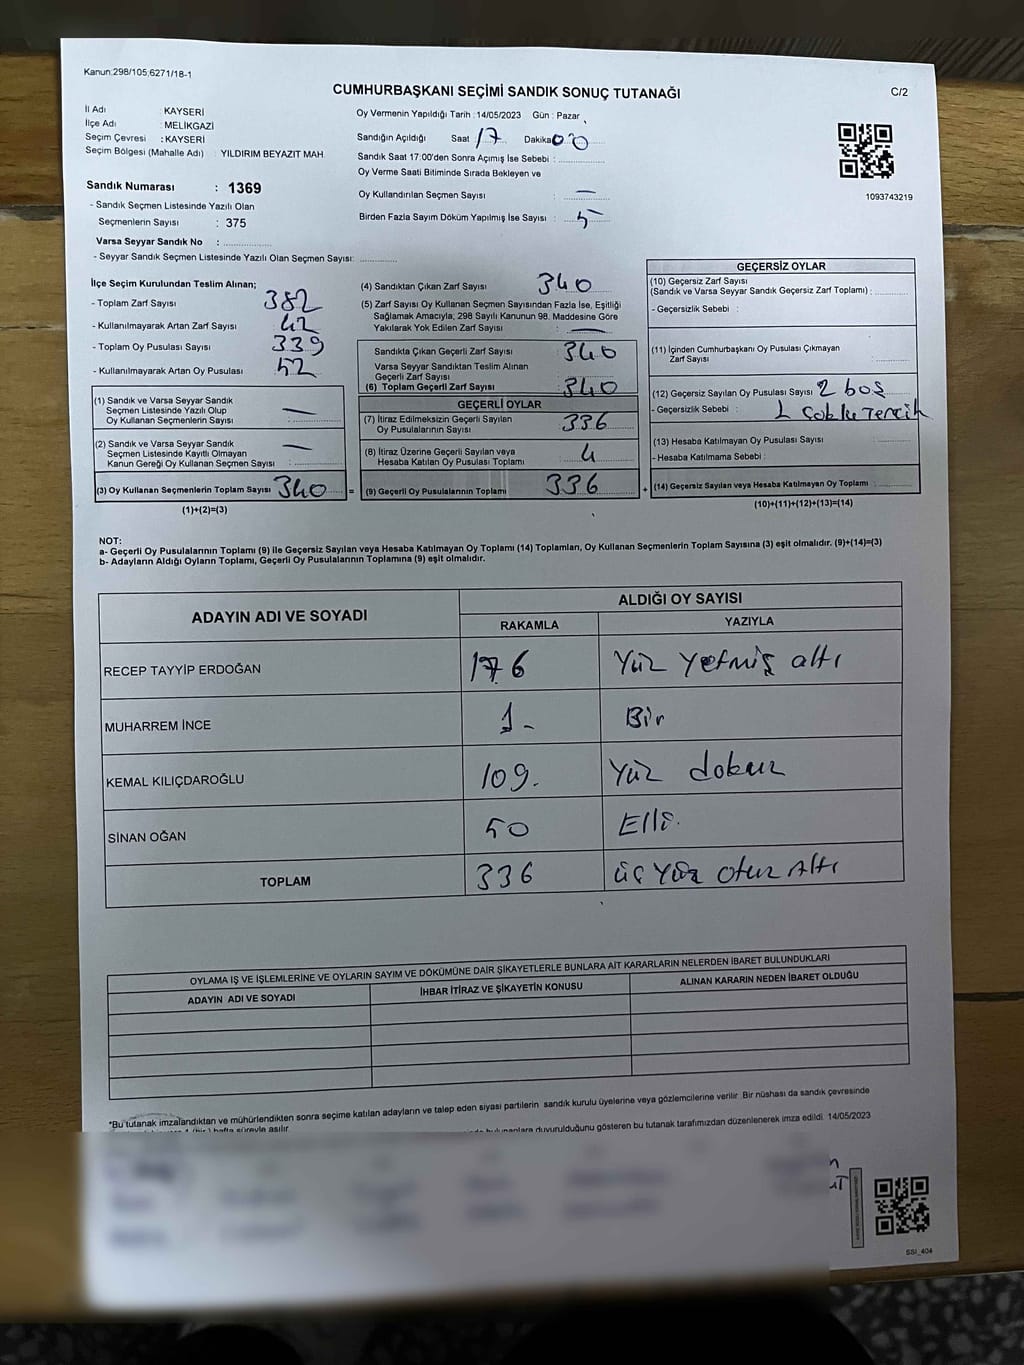 Kanun:298/105,6271/18-1
CUMHURBAŞKANI SEÇİMİ SANDIK SONUÇ TUTANAĞI
C/2
İl Adı : KAYSERİ
İlçe Adı : MELİKGAZİ
Seçim Çevresi : KAYSERİ
Seçim Bölgesi (Mahalle Adı) : YILDIRIM BEYAZIT MAH.
Sandık Numarası : 1369
- Sandık Seçmen Listesinde Yazılı Olan
Seçmenlerin Sayısı : 375
Varsa Seyyar Sandık No :
- Seyyar Sandık Seçmen Listesinde Yazılı Olan Seçmen Sayısı:
Oy Vermenin Yapıldığı Tarih : 14/05/2023 Gün : Pazar
Sandığın Açıldığı Saat 17 Dakika 00
Sandık Saat 17:00'den Sonra Açımış İse Sebebi :
Oy Verme Saati Bitiminde Sırada Bekleyen ve
Oy Kullandırılan Seçmen Sayısı : —
Birden Fazla Sayım Döküm Yapılmış İse Sayısı : 5
1093743219
İlçe Seçim Kurulundan Teslim Alınan;
- Toplam Zarf Sayısı 382
- Kullanılmayarak Artan Zarf Sayısı 42
- Toplam Oy Pusulası Sayısı 339
- Kullanılmayarak Artan Oy Pusulası 52
(1) Sandık ve Varsa Seyyar Sandık
Seçmen Listesinde Yazılı Olup
Oy Kullanan Seçmenlerin Sayısı : —
(2) Sandık ve Varsa Seyyar Sandık
Seçmen Listesinde Kayıtlı Olmayan
Kanun Gereği Oy Kullanan Seçmen Sayısı : —
(3) Oy Kullanan Seçmenlerin Toplam Sayısı 340
(1)+(2)=(3)
(4) Sandıktan Çıkan Zarf Sayısı 340
(5) Zarf Sayısı Oy Kullanan Seçmen Sayısından Fazla İse, Eşitliği
Sağlamak Amacıyla, 298 Sayılı Kanunun 98. Maddesine Göre
Yakılarak Yok Edilen Zarf Sayısı : —
Sandıkta Çıkan Geçerli Zarf Sayısı 340
Varsa Seyyar Sandıktan Teslim Alınan
Geçerli Zarf Sayısı
(6) Toplam Geçerli Zarf Sayısı 340
GEÇERLİ OYLAR
(7) İtiraz Edilmeksizin Geçerli Sayılan
Oy Pusulalarının Sayısı 336
(8) İtiraz Üzerine Geçerli Sayılan veya
Hesaba Katılan Oy Pusulası Toplamı 4
= (9) Geçerli Oy Pusulalarının Toplamı 336
GEÇERSİZ OYLAR
(10) Geçersiz Zarf Sayısı
(Sandık ve Varsa Seyyar Sandık Geçersiz Zarf Toplamı) :
- Geçersizlik Sebebi :
(11) İçinden Cumhurbaşkanı Oy Pusulası Çıkmayan
Zarf Sayısı
(12) Geçersiz Sayılan Oy Pusulası Sayısı 2 boş
- Geçersizlik Sebebi : 1 Çoklu Tercih
(13) Hesaba Katılmayan Oy Pusulası Sayısı
- Hesaba Katılmama Sebebi :
+ (14) Geçersiz Sayılan veya Hesaba Katılmayan Oy Toplamı :
(10)+(11)+(12)+(13)=(14)
NOT:
a- Geçerli Oy Pusulalarının Toplamı (9) ile Geçersiz Sayılan veya Hesaba Katılmayan Oy Toplamı (14) Toplamları, Oy Kullanan Seçmenlerin Toplam Sayısına (3) eşit olmalıdır. (9)+(14)=(3)
b- Adayların Aldığı Oyların Toplamı, Geçerli Oy Pusulalarının Toplamına (9) eşit olmalıdır.
ADAYIN ADI VE SOYADI ALDIĞI OY SAYISI
RAKAMLA YAZIYLA
RECEP TAYYİP ERDOĞAN 176 Yüz Yetmiş altı
MUHARREM İNCE 1- Bir
KEMAL KILIÇDAROĞLU 109. Yüz dokuz
SİNAN OĞAN 50 Elli.
TOPLAM 336 üç Yüz otuz Altı
OYLAMA İŞ VE İŞLEMLERİNE VE OYLARIN SAYIM VE DÖKÜMÜNE DAİR ŞİKAYETLERLE BUNLARA AİT KARARLARIN NELERDEN İBARET BULUNDUKLARI
ADAYIN ADI VE SOYADI İHBAR İTİRAZ VE ŞİKAYETİN KONUSU ALINAN KARARIN NEDEN İBARET OLDUĞU
*Bu tutanak imzalandıktan ve mühürlendikten sonra seçime katılan adayların ve talep eden siyasi partilerin sandık kurulu üyelerine veya gözlemcilerine verilir. Bir nüshası da sandık çevresinde
hafta süreyle asılır.
duyurulduğunu gösteren bu tutanak tarafımızdan düzenlenerek imza edildi. 14/05/2023
SSI_404